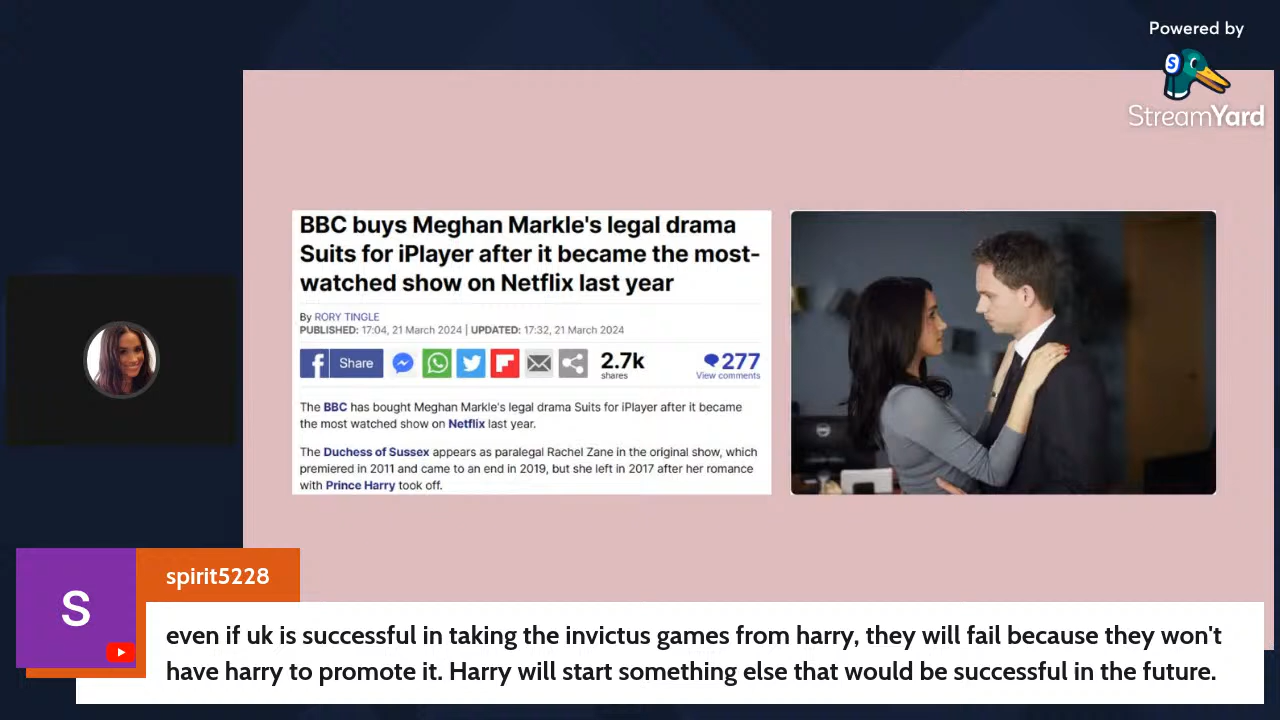 Powered by
S
StreamYard
BBC buys Meghan Markle's legal drama
Suits for iPlayer after it became the most-
watched show on Netflix last year
By RORY TINGLE
PUBLISHED: 17:04, 21 March 2024 | UPDATED: 17:32, 21 March 2024
f Share
2.7k
shares
277
View comments
The BBC has bought Meghan Markle's legal drama Suits for iPlayer after it became
the most watched show on Netflix last year.
The Duchess of Sussex appears as paralegal Rachel Zane in the original show, which
premiered in 2011 and came to an end in 2019, but she left in 2017 after her romance
with Prince Harry took off.
S
spirit5228
even if uk is successful in taking the invictus games from harry, they will fail because they won't
have harry to promote it. Harry will start something else that would be successful in the future.